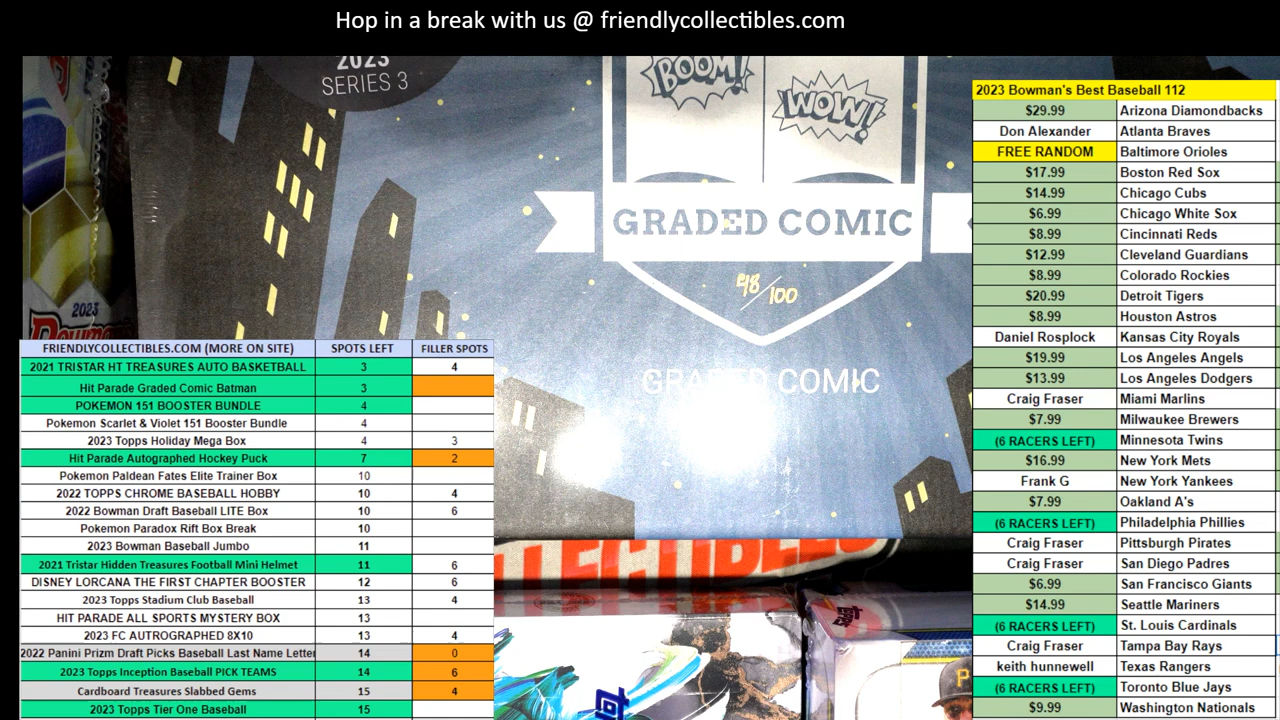 Hop in a break with us @ friendlycollectibles.com
2023
SERIES 3
BOOM!
WOW!
GRADED COMIC
48/100
GRADED COMIC
2023
LLECTIBLES
P
FRIENDLYCOLLECTIBLES.COM (MORE ON SITE) SPOTS LEFT FILLER SPOTS
2021 TRISTAR HT TREASURES AUTO BASKETBALL 3 4
Hit Parade Graded Comic Batman 3
POKEMON 151 BOOSTER BUNDLE 4
Pokemon Scarlet & Violet 151 Booster Bundle 4
2023 Topps Holiday Mega Box 4 3
Hit Parade Autographed Hockey Puck 7 2
Pokemon Paldean Fates Elite Trainer Box 10
2022 TOPPS CHROME BASEBALL HOBBY 10 4
2022 Bowman Draft Baseball LITE Box 10 6
Pokemon Paradox Rift Box Break 10
2023 Bowman Baseball Jumbo 11
2021 Tristar Hidden Treasures Football Mini Helmet 11 6
DISNEY LORCANA THE FIRST CHAPTER BOOSTER 12 6
2023 Topps Stadium Club Baseball 13 4
HIT PARADE ALL SPORTS MYSTERY BOX 13
2023 FC AUTROGRAPHED 8X10 13 4
2022 Panini Prizm Draft Picks Baseball Last Name Letter 14 0
2023 Topps Inception Baseball PICK TEAMS 14 6
Cardboard Treasures Slabbed Gems 15 4
2023 Topps Tier One Baseball 15
2023 Bowman's Best Baseball 112
$29.99 Arizona Diamondbacks
Don Alexander Atlanta Braves
FREE RANDOM Baltimore Orioles
$17.99 Boston Red Sox
$14.99 Chicago Cubs
$6.99 Chicago White Sox
$8.99 Cincinnati Reds
$12.99 Cleveland Guardians
$8.99 Colorado Rockies
$20.99 Detroit Tigers
$8.99 Houston Astros
Daniel Rosplock Kansas City Royals
$19.99 Los Angeles Angels
$13.99 Los Angeles Dodgers
Craig Fraser Miami Marlins
$7.99 Milwaukee Brewers
(6 RACERS LEFT) Minnesota Twins
$16.99 New York Mets
Frank G New York Yankees
$7.99 Oakland A's
(6 RACERS LEFT) Philadelphia Phillies
Craig Fraser Pittsburgh Pirates
Craig Fraser San Diego Padres
$6.99 San Francisco Giants
$14.99 Seattle Mariners
(6 RACERS LEFT) St. Louis Cardinals
Craig Fraser Tampa Bay Rays
keith hunnewell Texas Rangers
(6 RACERS LEFT) Toronto Blue Jays
$9.99 Washington Nationals